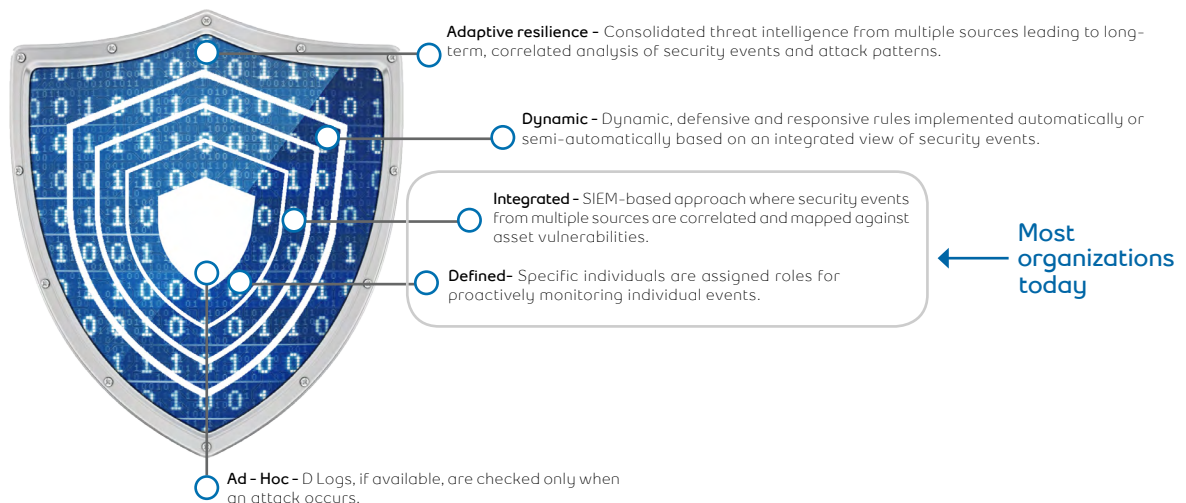 Adaptive resilience - Consolidated threat intelligence from multiple sources leading to long-
term, correlated analysis of security events and attack patterns.
Dynamic - Dynamic, defensive and responsive rules implemented automatically or
semi-automatically based on an integrated view of security events.
Integrated - SIEM-based approach where security events
from multiple sources are correlated and mapped against
asset vulnerabilities.
Defined- Specific individuals are assigned roles for
proactively monitoring individual events.
Most
organizations
today
Ad - Hoc - D Logs, if available, are checked only when
an attack occurs.